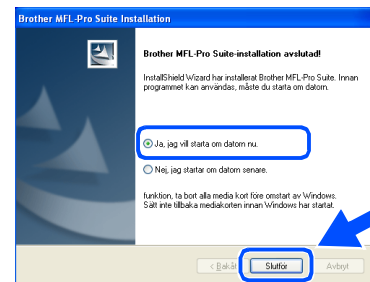 Brother MFL-Pro Suite Installation
Brother MFL-Pro Suite-installation avslutad!
InstallShield Wizard har installerat Brother MFL-Pro Suite. Innan
programmet kan användas, måste du starta om datorn.
Ja, jag vill starta om datorn nu.
Nej, jag startar om datorn senare.
funktion, ta bort alla media kort före omstart av Windows.
Sätt inte tillbaka mediakorten innan Windows har startat.
< Bakåt
Slutför
Avbryt